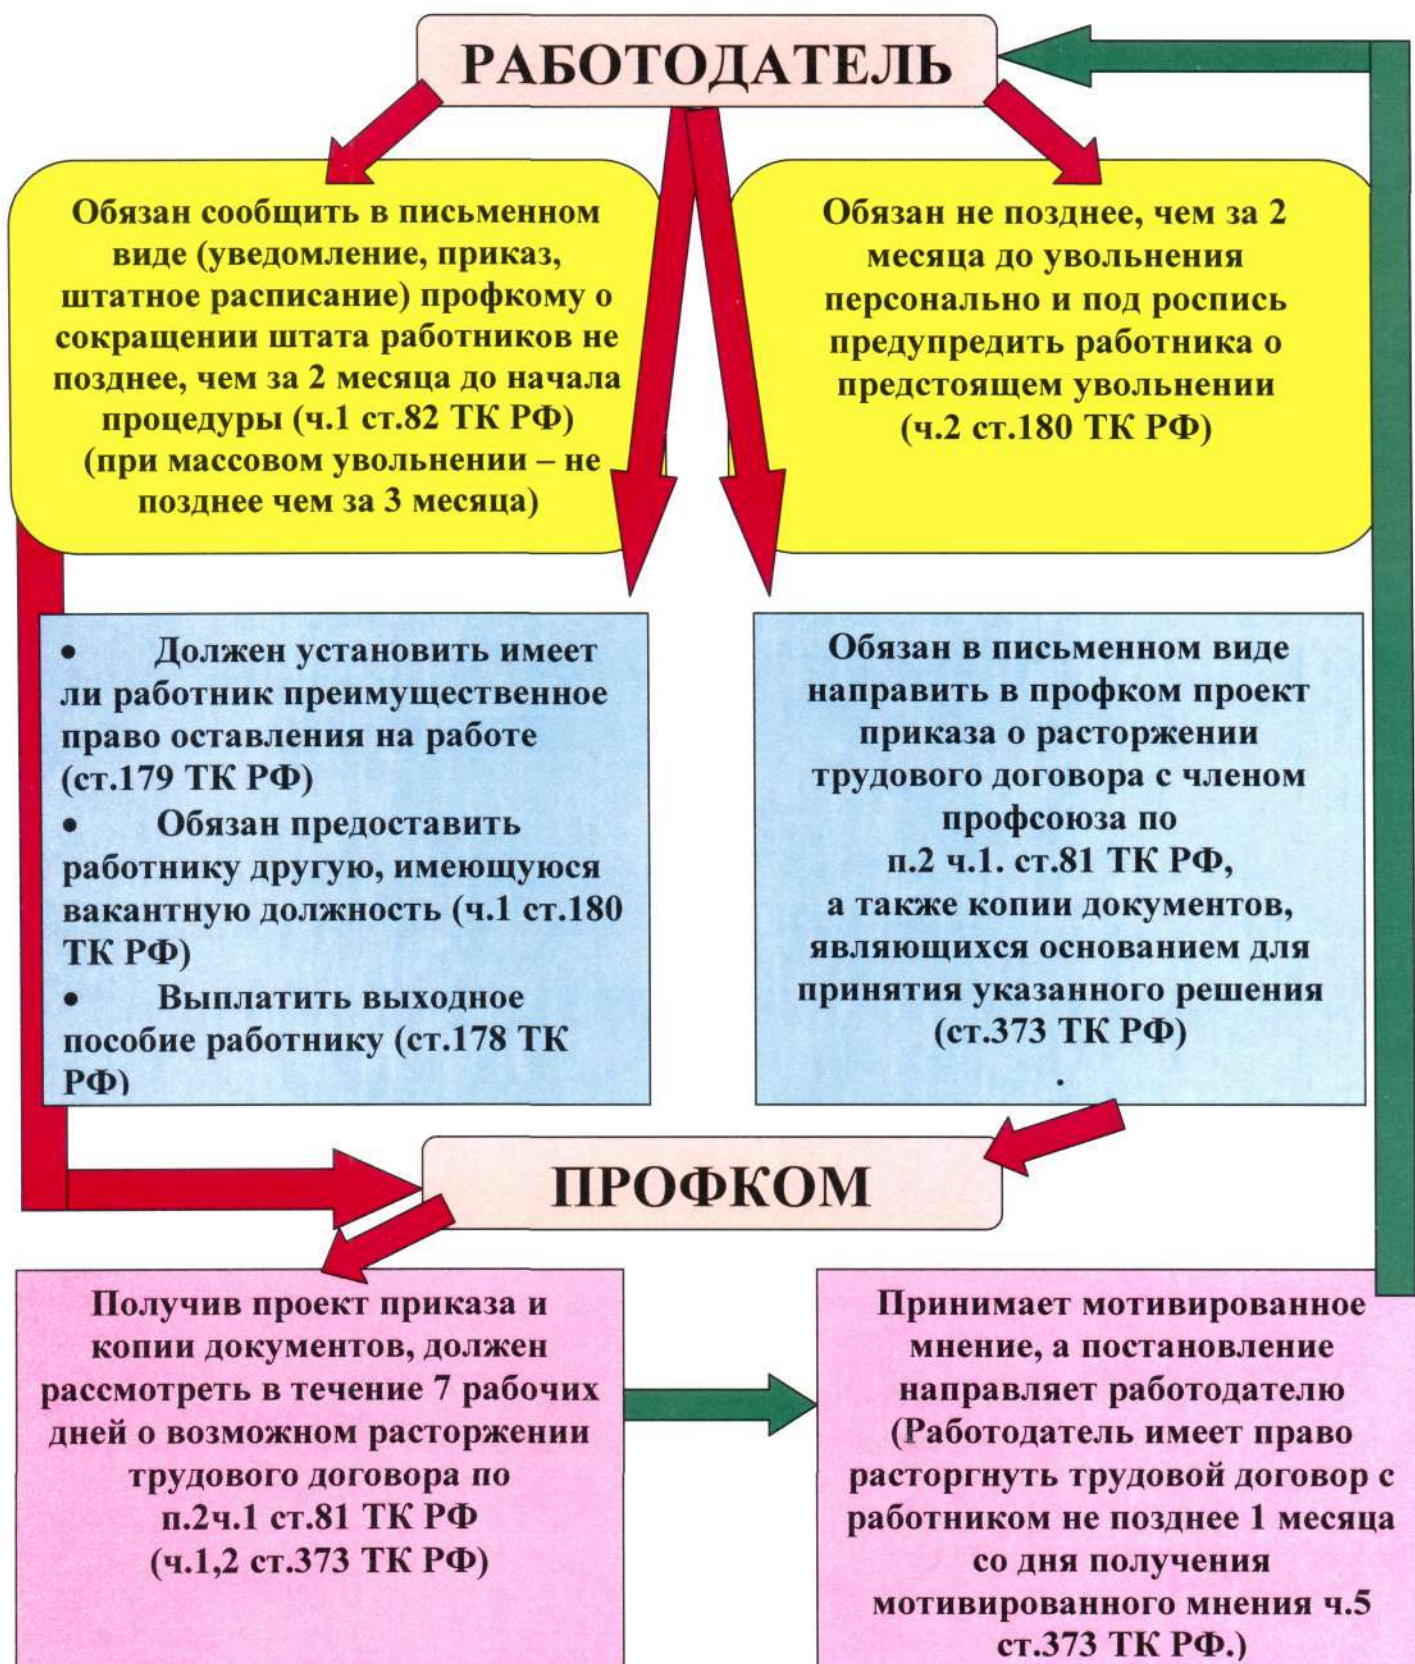 РАБОТОДАТЕЛЬ
Обязан сообщить в письменном
виде (уведомление, приказ,
штатное расписание) профкому о
сокращении штата работников не
позднее, чем за 2 месяца до начала
процедуры (ч.1 ст.82 ТК РФ)
(при массовом увольнении – не
позднее чем за 3 месяца)
Обязан не позднее, чем за 2
месяца до увольнения
персонально и под роспись
предупредить работника о
предстоящем увольнении
(ч.2 ст.180 ТК РФ)
• Должен установить имеет
ли работник преимущественное
право оставления на работе
(ст.179 ТК РФ)
• Обязан предоставить
работнику другую, имеющуюся
вакантную должность (ч.1 ст.180
ТК РФ)
• Выплатить выходное
пособие работнику (ст.178 ТК
РФ)
Обязан в письменном виде
направить в профком проект
приказа о расторжении
трудового договора с членом
профсоюза по
п.2 ч.1. ст.81 ТК РФ,
а также копии документов,
являющихся основанием для
принятия указанного решения
(ст.373 ТК РФ)
.
ПРОФКОМ
Получив проект приказа и
копии документов, должен
рассмотреть в течение 7 рабочих
дней о возможном расторжении
трудового договора по
п.2ч.1 ст.81 ТК РФ
(ч.1,2 ст.373 ТК РФ)
Принимает мотивированное
мнение, а постановление
направляет работодателю
(Работодатель имеет право
расторгнуть трудовой договор с
работником не позднее 1 месяца
со дня получения
мотивированного мнения ч.5
ст.373 ТК РФ.)